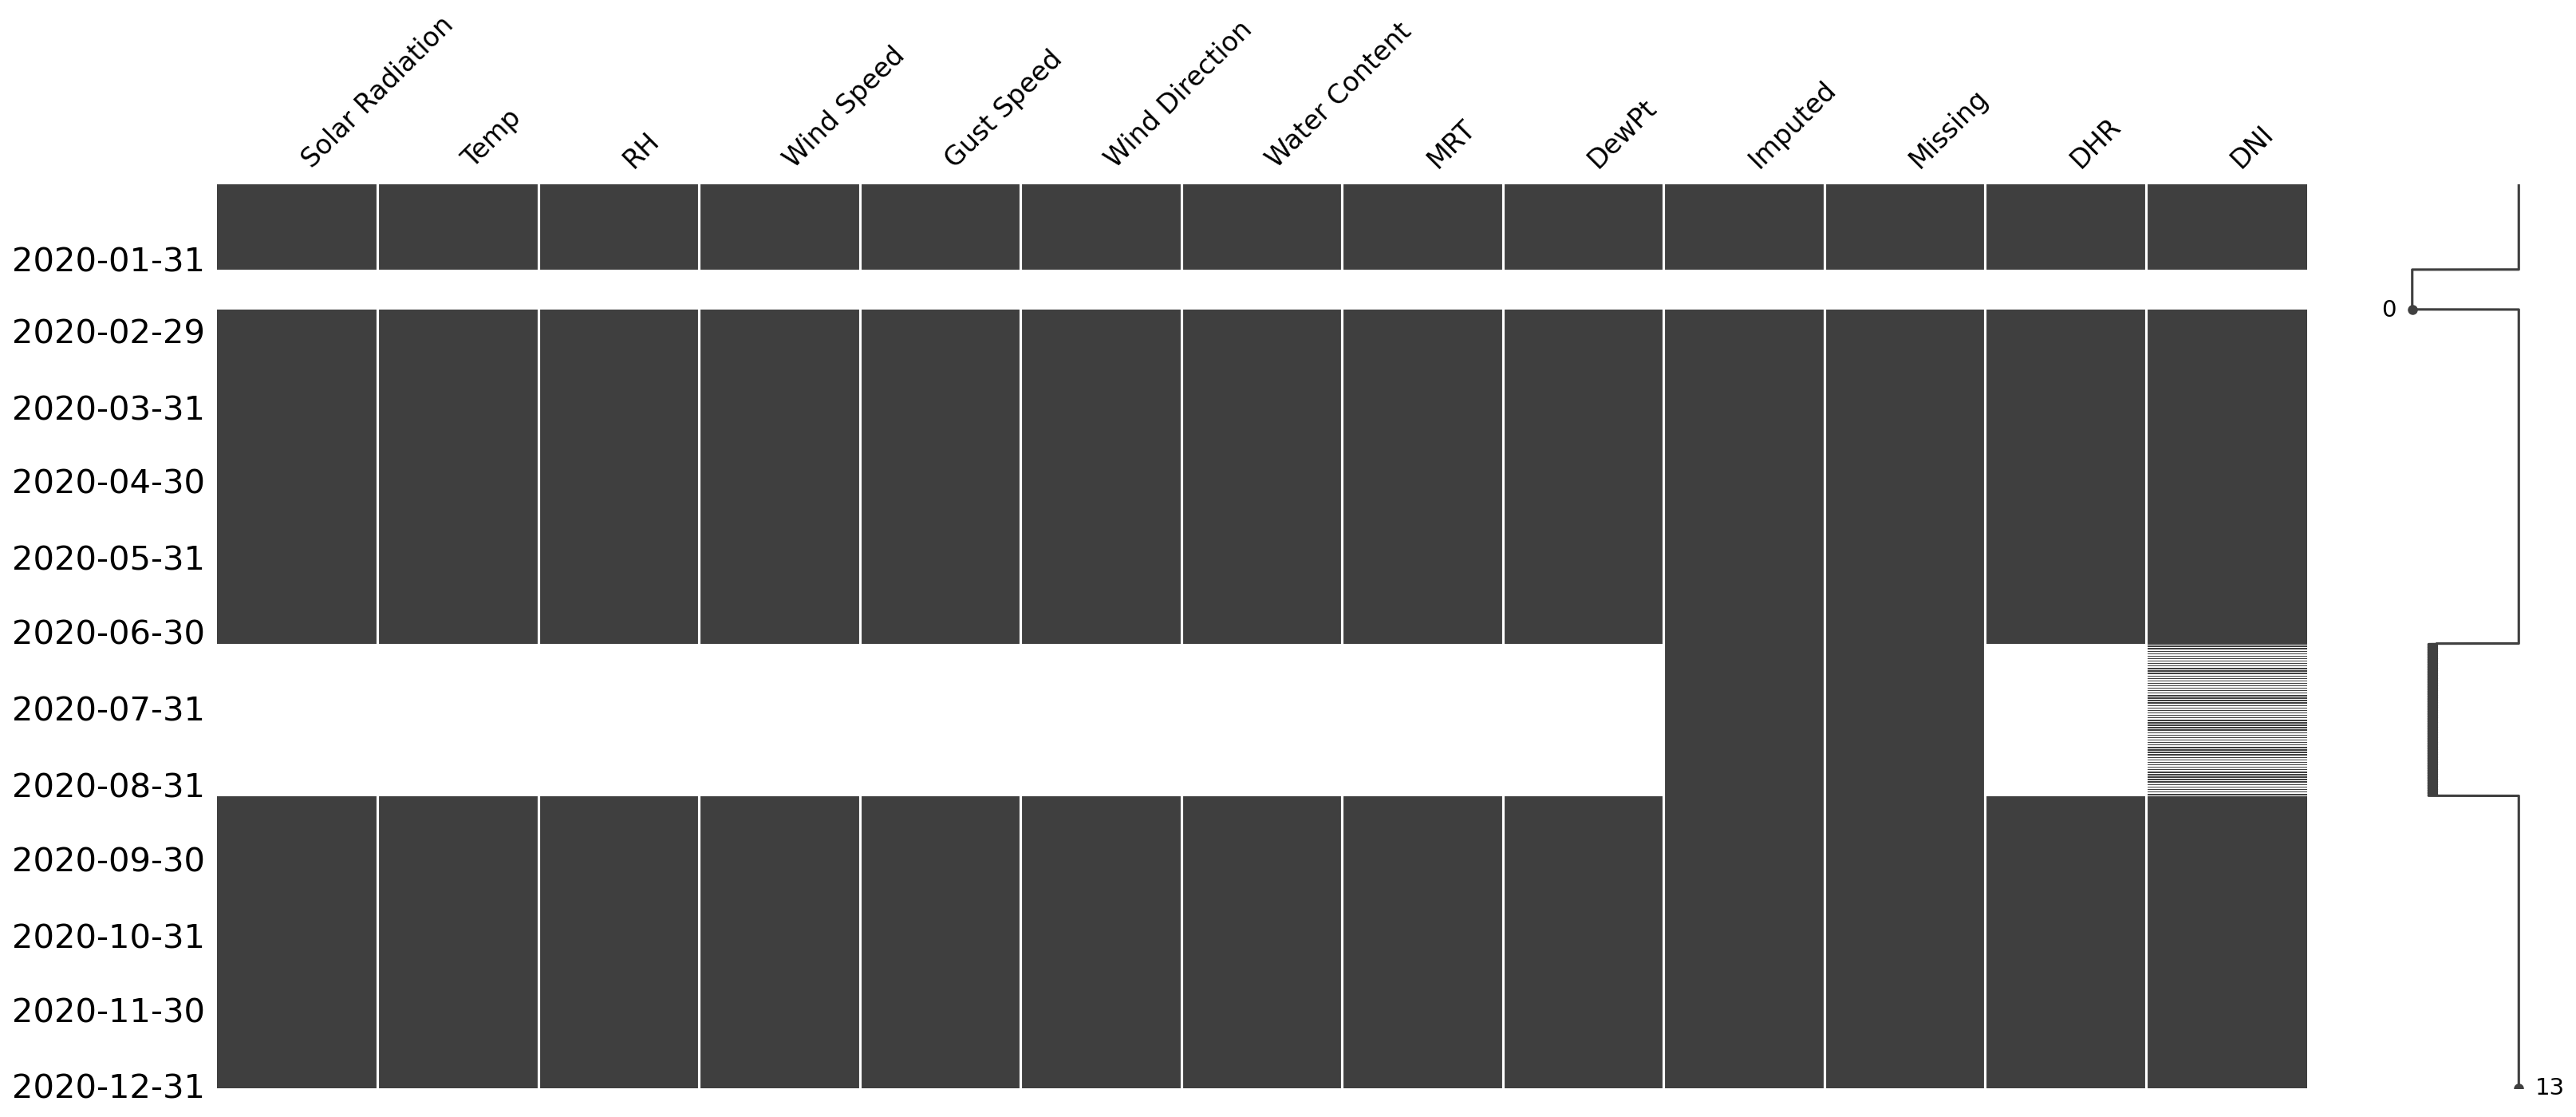 Solar Radiation
Temp
RH
Wind Speed
Gust Speed
Wind Direction
Water Content
MRT
DewPt
Imputed
Missing
DHR
DNI
2020-01-31
0
2020-02-29
2020-03-31
2020-04-30
2020-05-31
2020-06-30
2020-07-31
2020-08-31
2020-09-30
2020-10-31
2020-11-30
2020-12-31
13